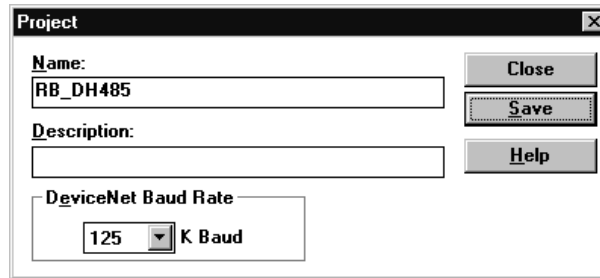 Project
Name:
RB_DH485
Description:
DeviceNet Baud Rate
125 K Baud
Close
Save
Help